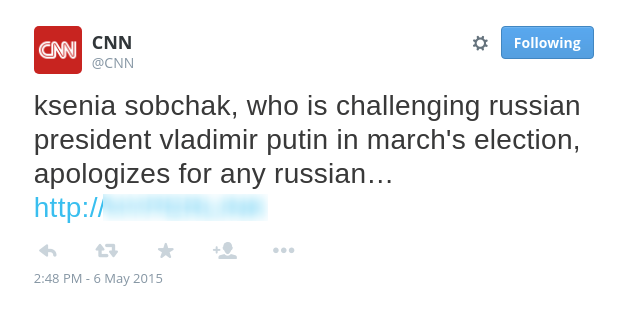 CNN
CNN
@CNN
Following
ksenia sobchak, who is challenging russian
president vladimir putin in march's election,
apologizes for any russian…
http://
2:48 PM - 6 May 2015